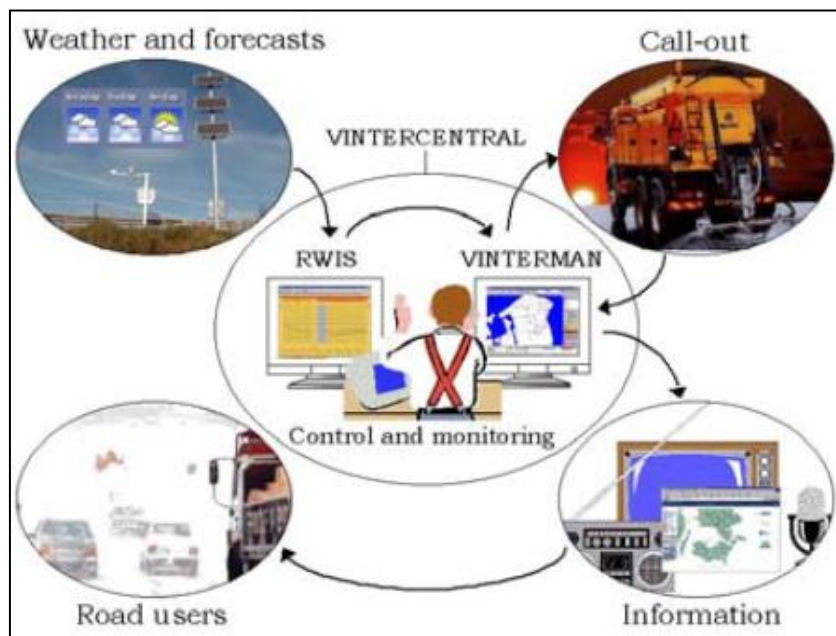 Weather and forecasts
Call-out
VINTERCENTRAL
RWIS
VINTERMAN
Control and monitoring
Road users
Information